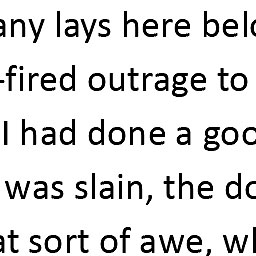 any lays here belo
-fired outrage to
I had done a goo
was slain, the do
at sort of awe, wh